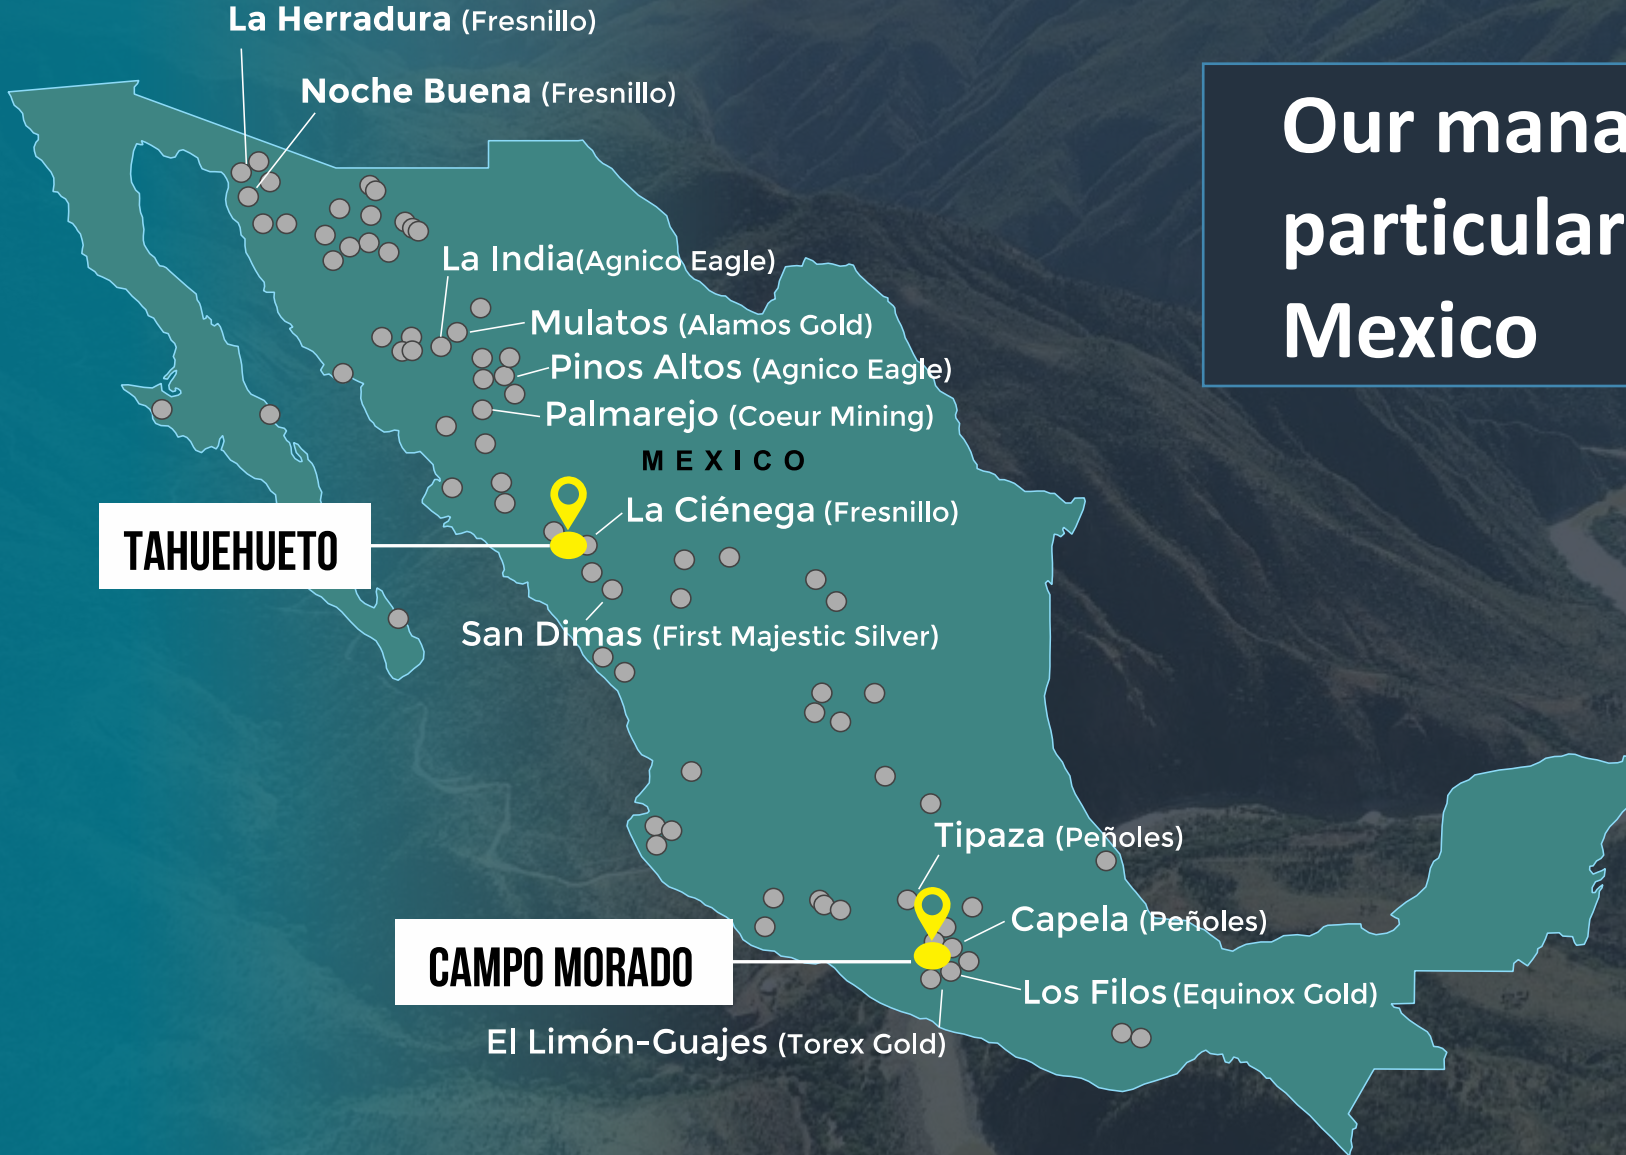 La Herradura (Fresnillo)
Noche Buena (Fresnillo)
Our mana
particular
Mexico
La India(Agnico Eagle)
Mulatos (Alamos Gold)
Pinos Altos (Agnico Eagle)
Palmarejo (Coeur Mining)
MEXICO
La Ciénega (Fresnillo)
TAHUEHUETO
San Dimas (First Majestic Silver)
Tipaza (Peñoles)
Capela (Peñoles)
CAMPO MORADO
Los Filos (Equinox Gold)
El Limón-Guajes (Torex Gold)